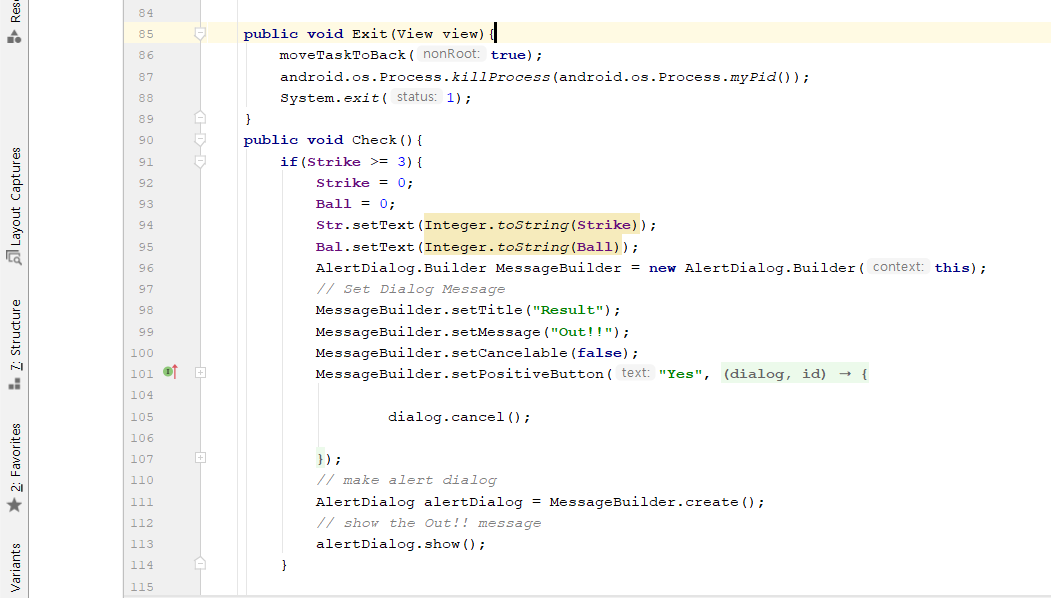 Layout Captures
7: Structure
2: Favorites
Variants
84
85 public void Exit(View view){
86 moveTaskToBack( nonRoot: true);
87 android.os.Process.killProcess(android.os.Process.myPid());
88 System.exit( status: 1);
89 }
90 public void Check(){
91 if(Strike >= 3){
92 Strike = 0;
93 Ball = 0;
94 Str.setText(Integer.toString(Strike));
95 Bal.setText(Integer.toString(Ball));
96 AlertDialog.Builder MessageBuilder = new AlertDialog.Builder( context: this);
97 // Set Dialog Message
98 MessageBuilder.setTitle("Result");
99 MessageBuilder.setMessage("Out!!");
100 MessageBuilder.setCancelable(false);
101 MessageBuilder.setPositiveButton( text: "Yes", (dialog, id) → {
104
105 dialog.cancel();
106
107 });
110 // make alert dialog
111 AlertDialog alertDialog = MessageBuilder.create();
112 // show the Out!! message
113 alertDialog.show();
114 }
115